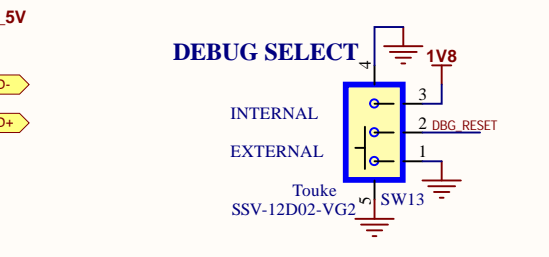 _5V
DEBUG SELECT
4
1V8
D-
3
INTERNAL
2 DBG_RESET
D+
EXTERNAL
1
Touke
SW13
SSV-12D02-VG2
5